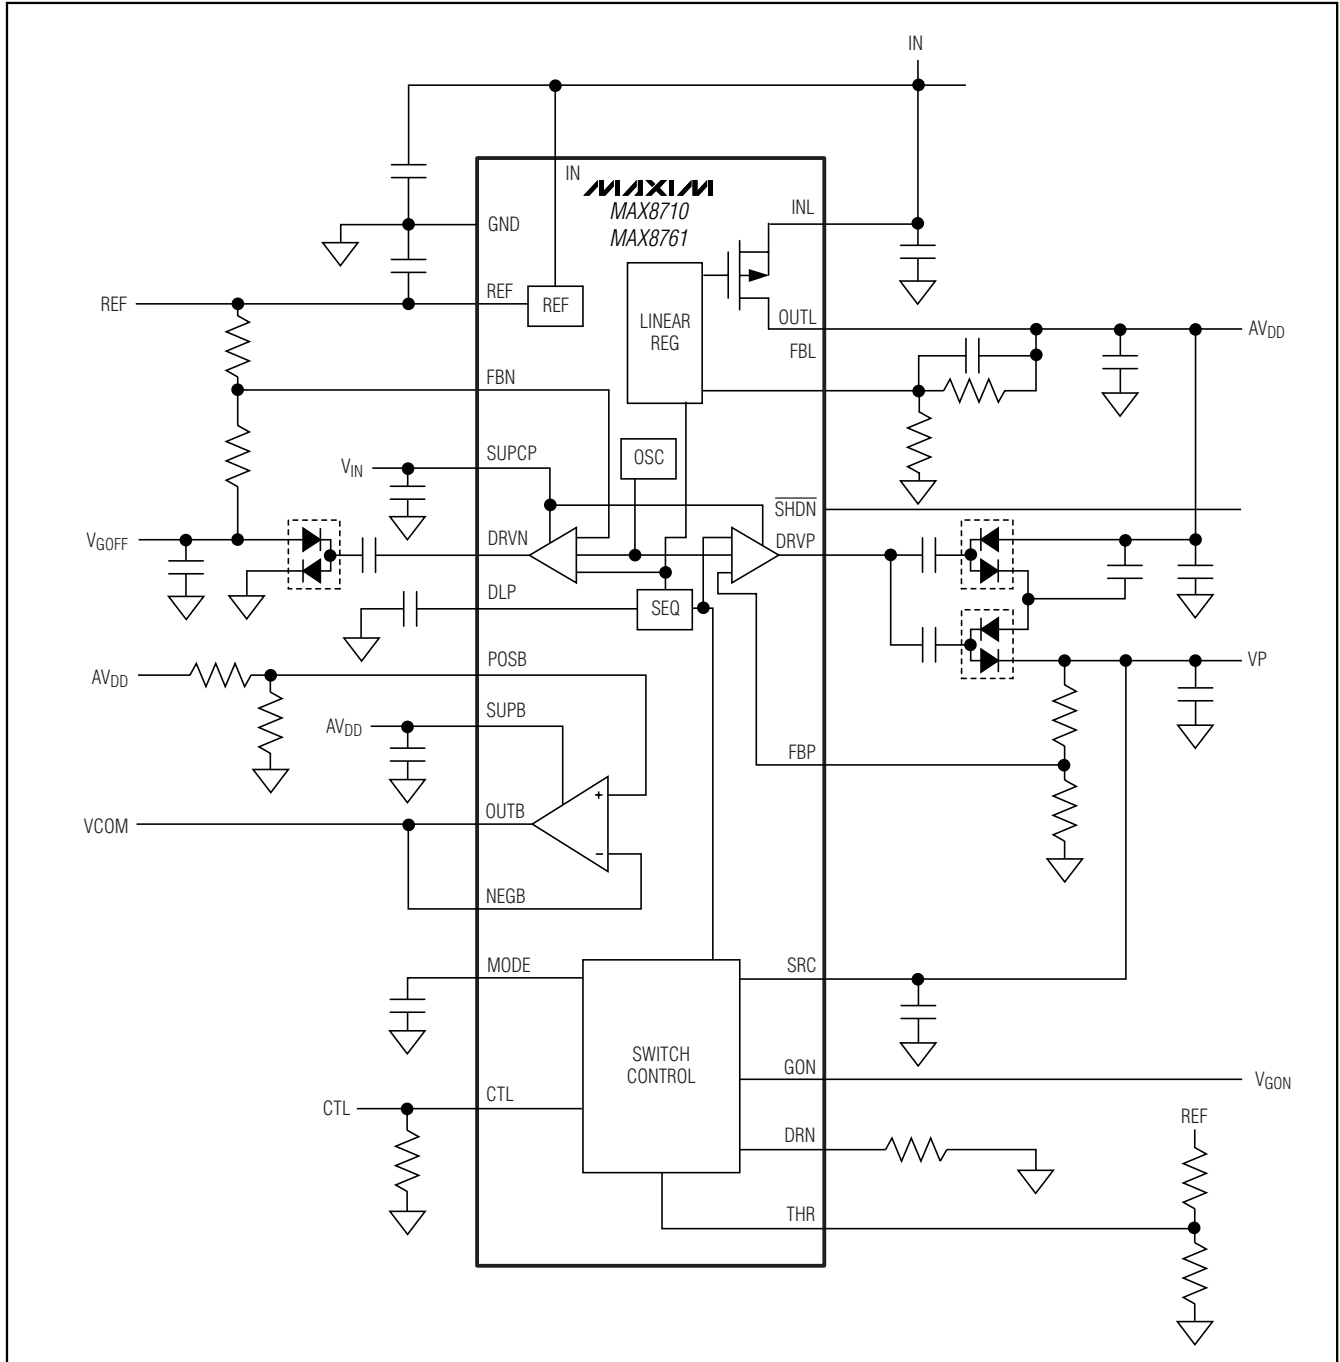 IN
IN
MAXIM
MAX8710
MAX8761
INL
GND
REF
REF
REF
LINEAR
REG
OUTL
FBL
AVDD
FBN
SUPCP
VIN
OSC
SHDN
VGOFF
DRVN
DRVP
DLP
SEQ
POSB
AVDD
VP
SUPB
AVDD
FBP
+
OUTB
VCOM
−
NEGB
MODE
SRC
SWITCH
CONTROL
GON
VGON
CTL
CTL
REF
DRN
THR